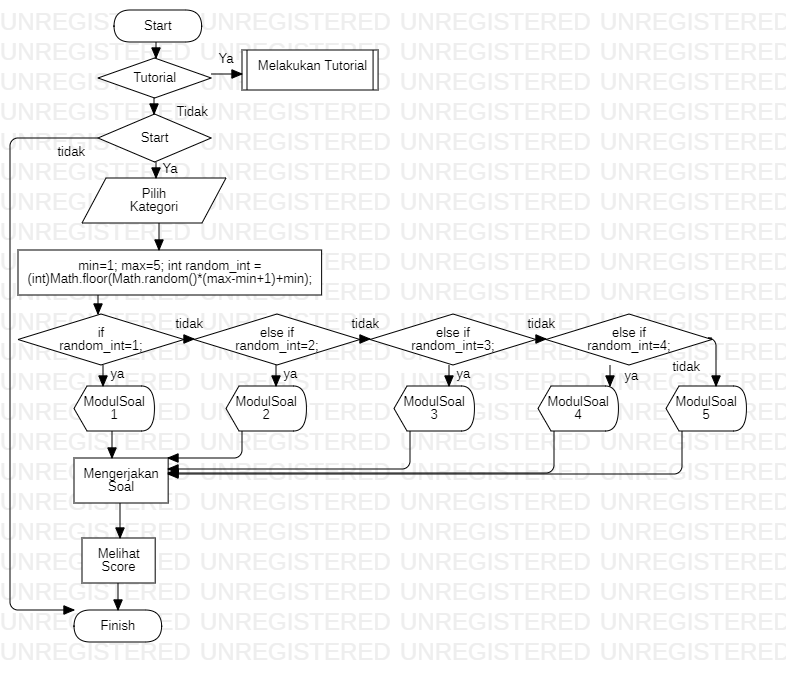 Start
Ya
Tutorial
Melakukan Tutorial
Tidak
Start
tidak
Ya
Pilih
Kategori
min=1; max=5; int random_int =
(int)Math.floor(Math.random()*(max-min+1)+min);
if
random_int=1;
tidak
else if
random_int=2;
tidak
else if
random_int=3;
tidak
else if
random_int=4;
tidak
ya
ya
ya
ya
ModulSoal
1
ModulSoal
2
ModulSoal
3
ModulSoal
4
ModulSoal
5
Mengerjakan
Soal
Melihat
Score
Finish
UNREGISTERED